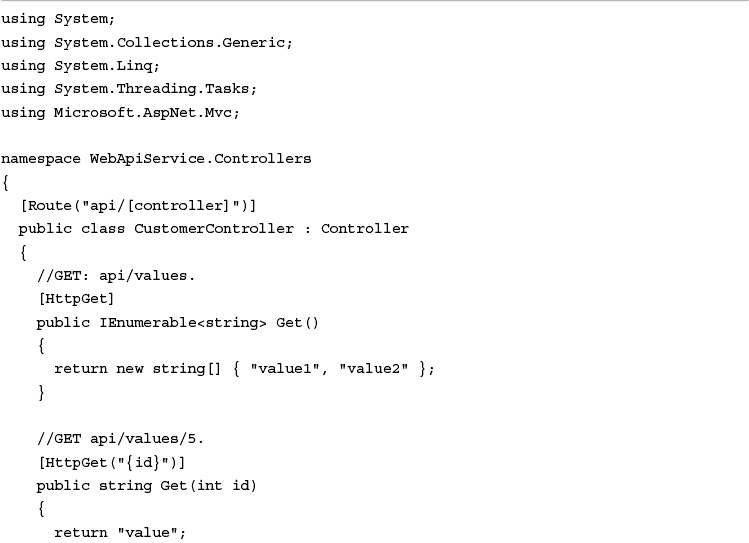 using System;
using System.Collections.Generic;
using System.Linq;
using System.Threading.Tasks;
using Microsoft.AspNet.Mvc;

namespace WebApiService.Controllers
{
  [Route("api/[controller]")]
  public class CustomerController : Controller
  {
    //GET: api/values.
    [HttpGet]
    public IEnumerable<string> Get()
    {
      return new string[] { "value1", "value2" };
    }

    //GET api/values/5.
    [HttpGet("{id}")]
    public string Get(int id)
    {
      return "value";